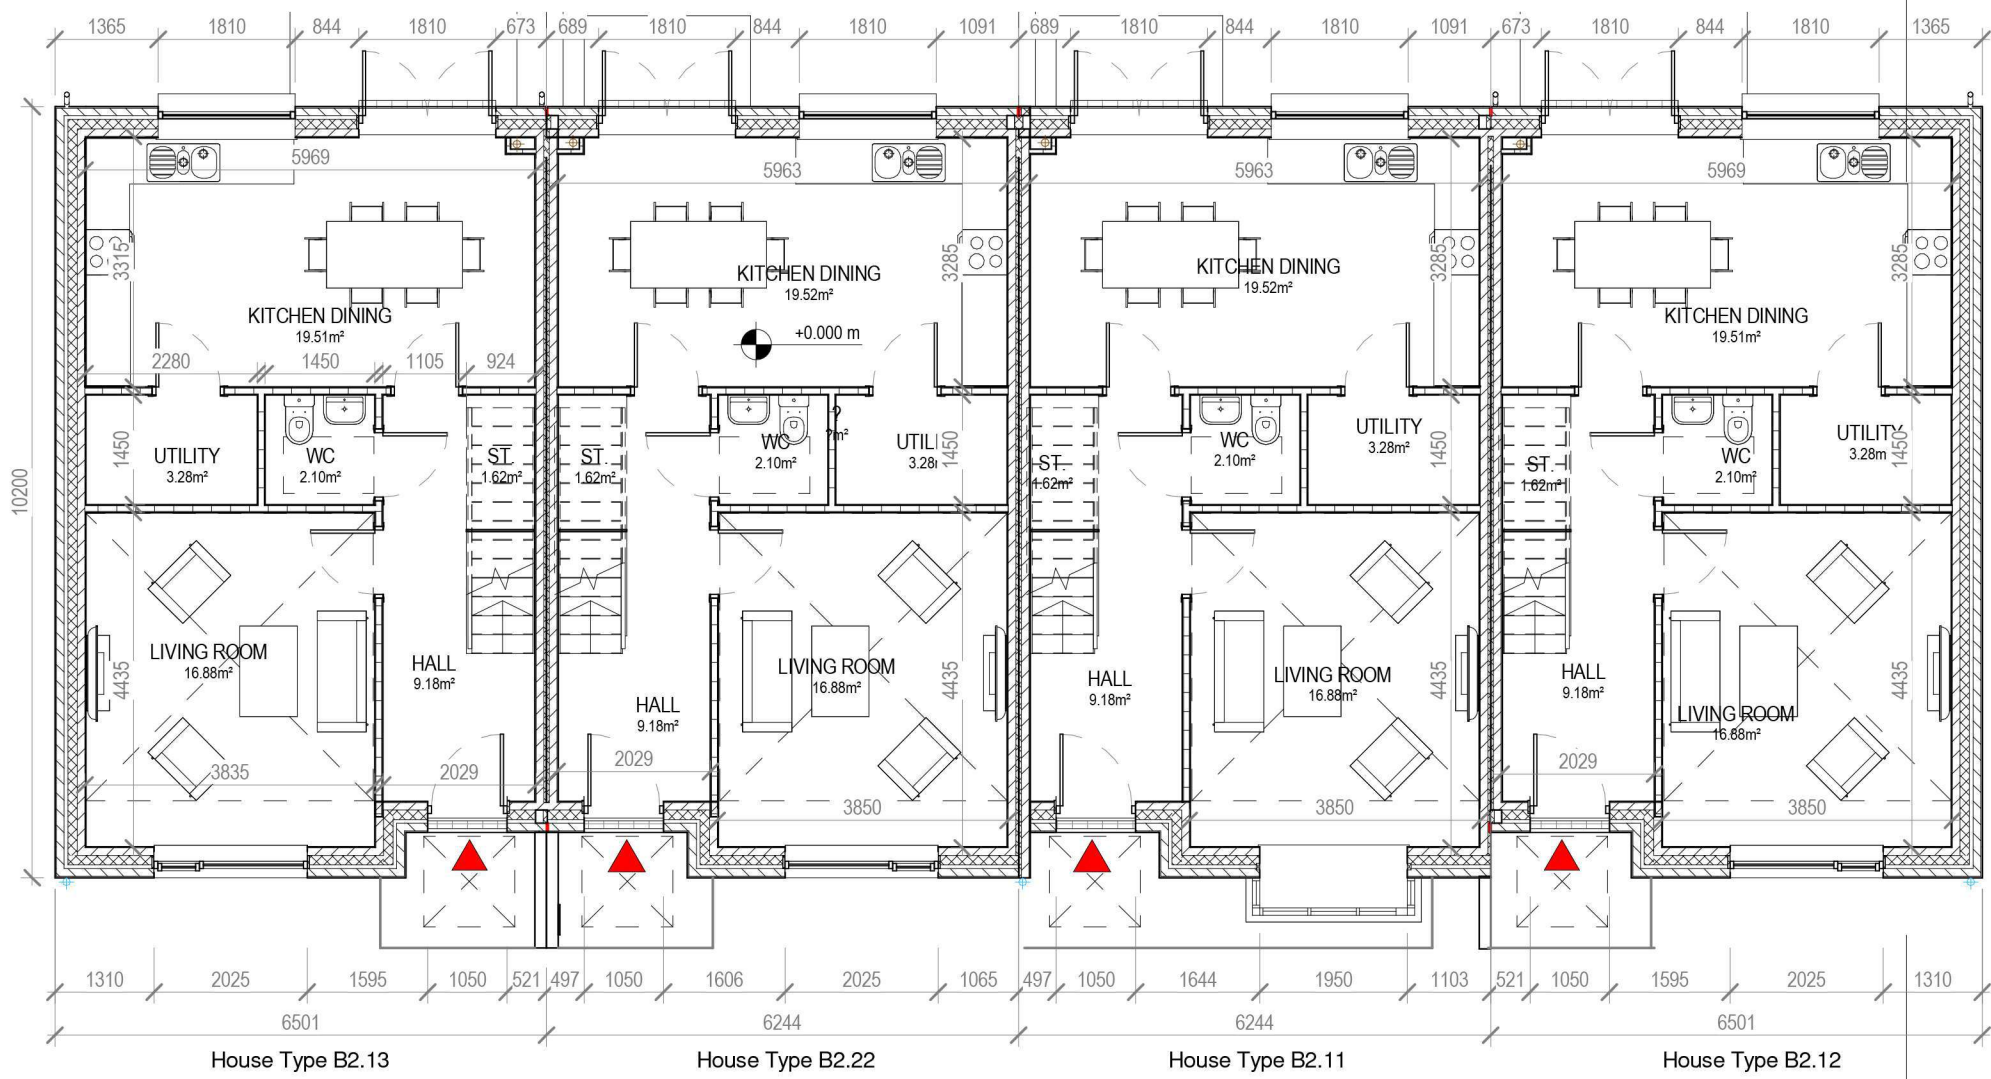 1365 1810 844 1810 673 689 1810 844 1810 1091 689 1810 844 1810 1091 673 1810 844 1810 1365
5969 5963 5963 5969
3315 3285 3285 3285
KITCHEN DINING
19.51m²
KITCHEN DINING
19.52m²
+0.000 m
KITCHEN DINING
19.52m²
KITCHEN DINING
19.51m²
2280 1450 1105 924
10200
1450 1450 1450 1450
UTILITY
3.28m²
WC
2.10m²
ST.
1.62m²
ST.
1.62m²
WC
2.10m²
?
?m²
UTIL
3.28
ST.
1.62m²
WC
2.10m²
UTILITY
3.28m²
ST.
1.62m²
WC
2.10m²
UTILITY
3.28m
4435 4435 4435 4435
LIVING ROOM
16.88m²
HALL
9.18m²
HALL
9.18m²
LIVING ROOM
16.88m²
HALL
9.18m²
LIVING ROOM
16.88m²
HALL
9.18m²
LIVING ROOM
16.88m²
3835 2029 2029 3850 3850 2029 3850
1310 2025 1595 1050 521 497 1050 1606 2025 1065 497 1050 1644 1950 1103 521 1050 1595 2025 1310
6501 6244 6244 6501
House Type B2.13 House Type B2.22 House Type B2.11 House Type B2.12